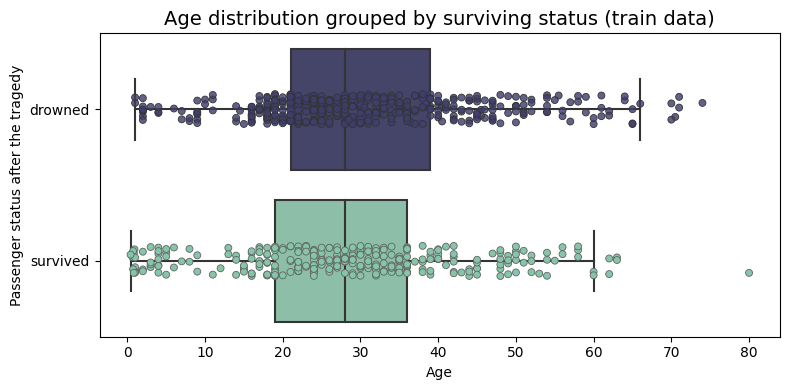 Age distribution grouped by surviving status (train data)
Passenger status after the tragedy
drowned
survived
0 10 20 30 40 50 60 70 80
Age